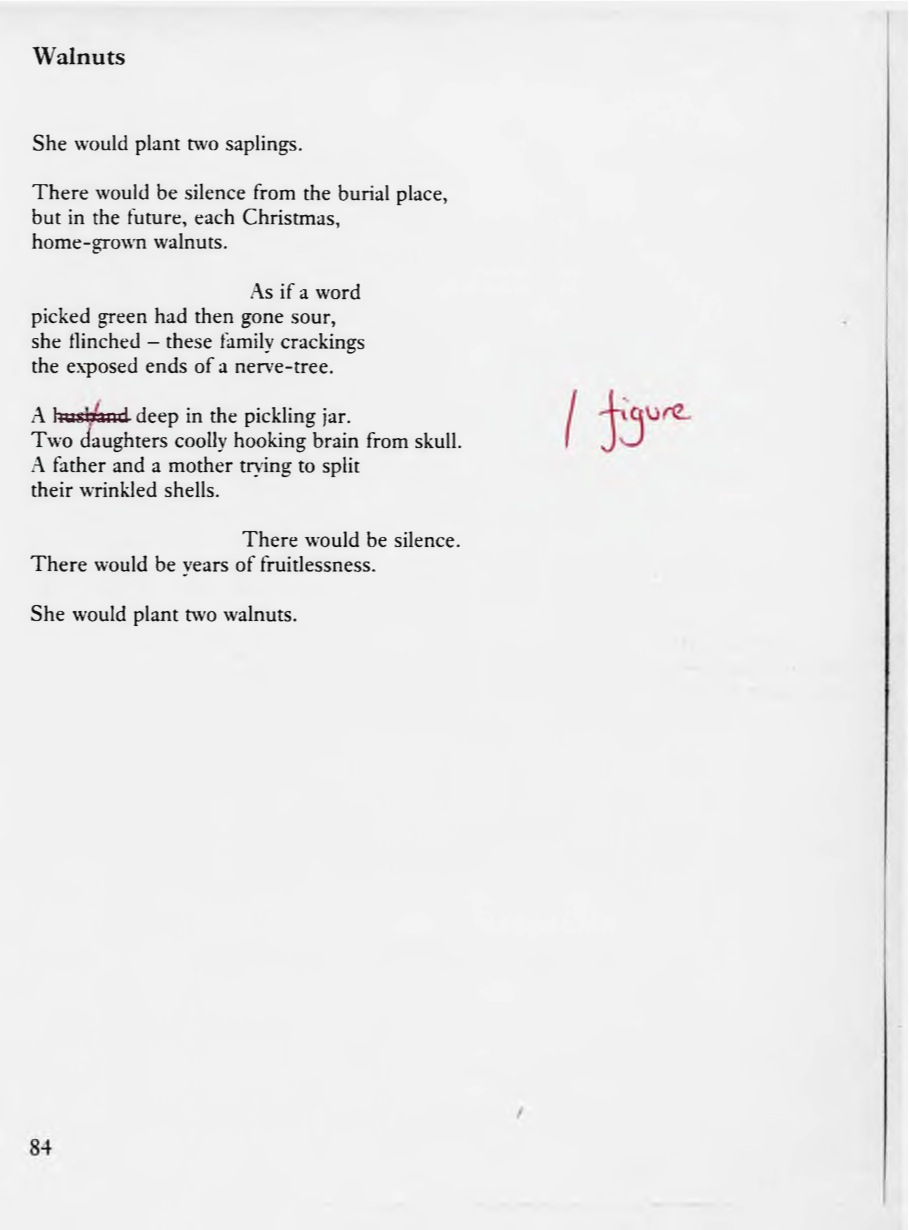 Walnuts
She would plant two saplings.
There would be silence from the burial place,
but in the future, each Christmas,
home-grown walnuts.
As if a word
picked green had then gone sour,
she flinched – these family crackings
the exposed ends of a nerve-tree.
A husband deep in the pickling jar. / figure
Two daughters coolly hooking brain from skull.
A father and a mother trying to split
their wrinkled shells.
There would be silence.
There would be years of fruitlessness.
She would plant two walnuts.
84